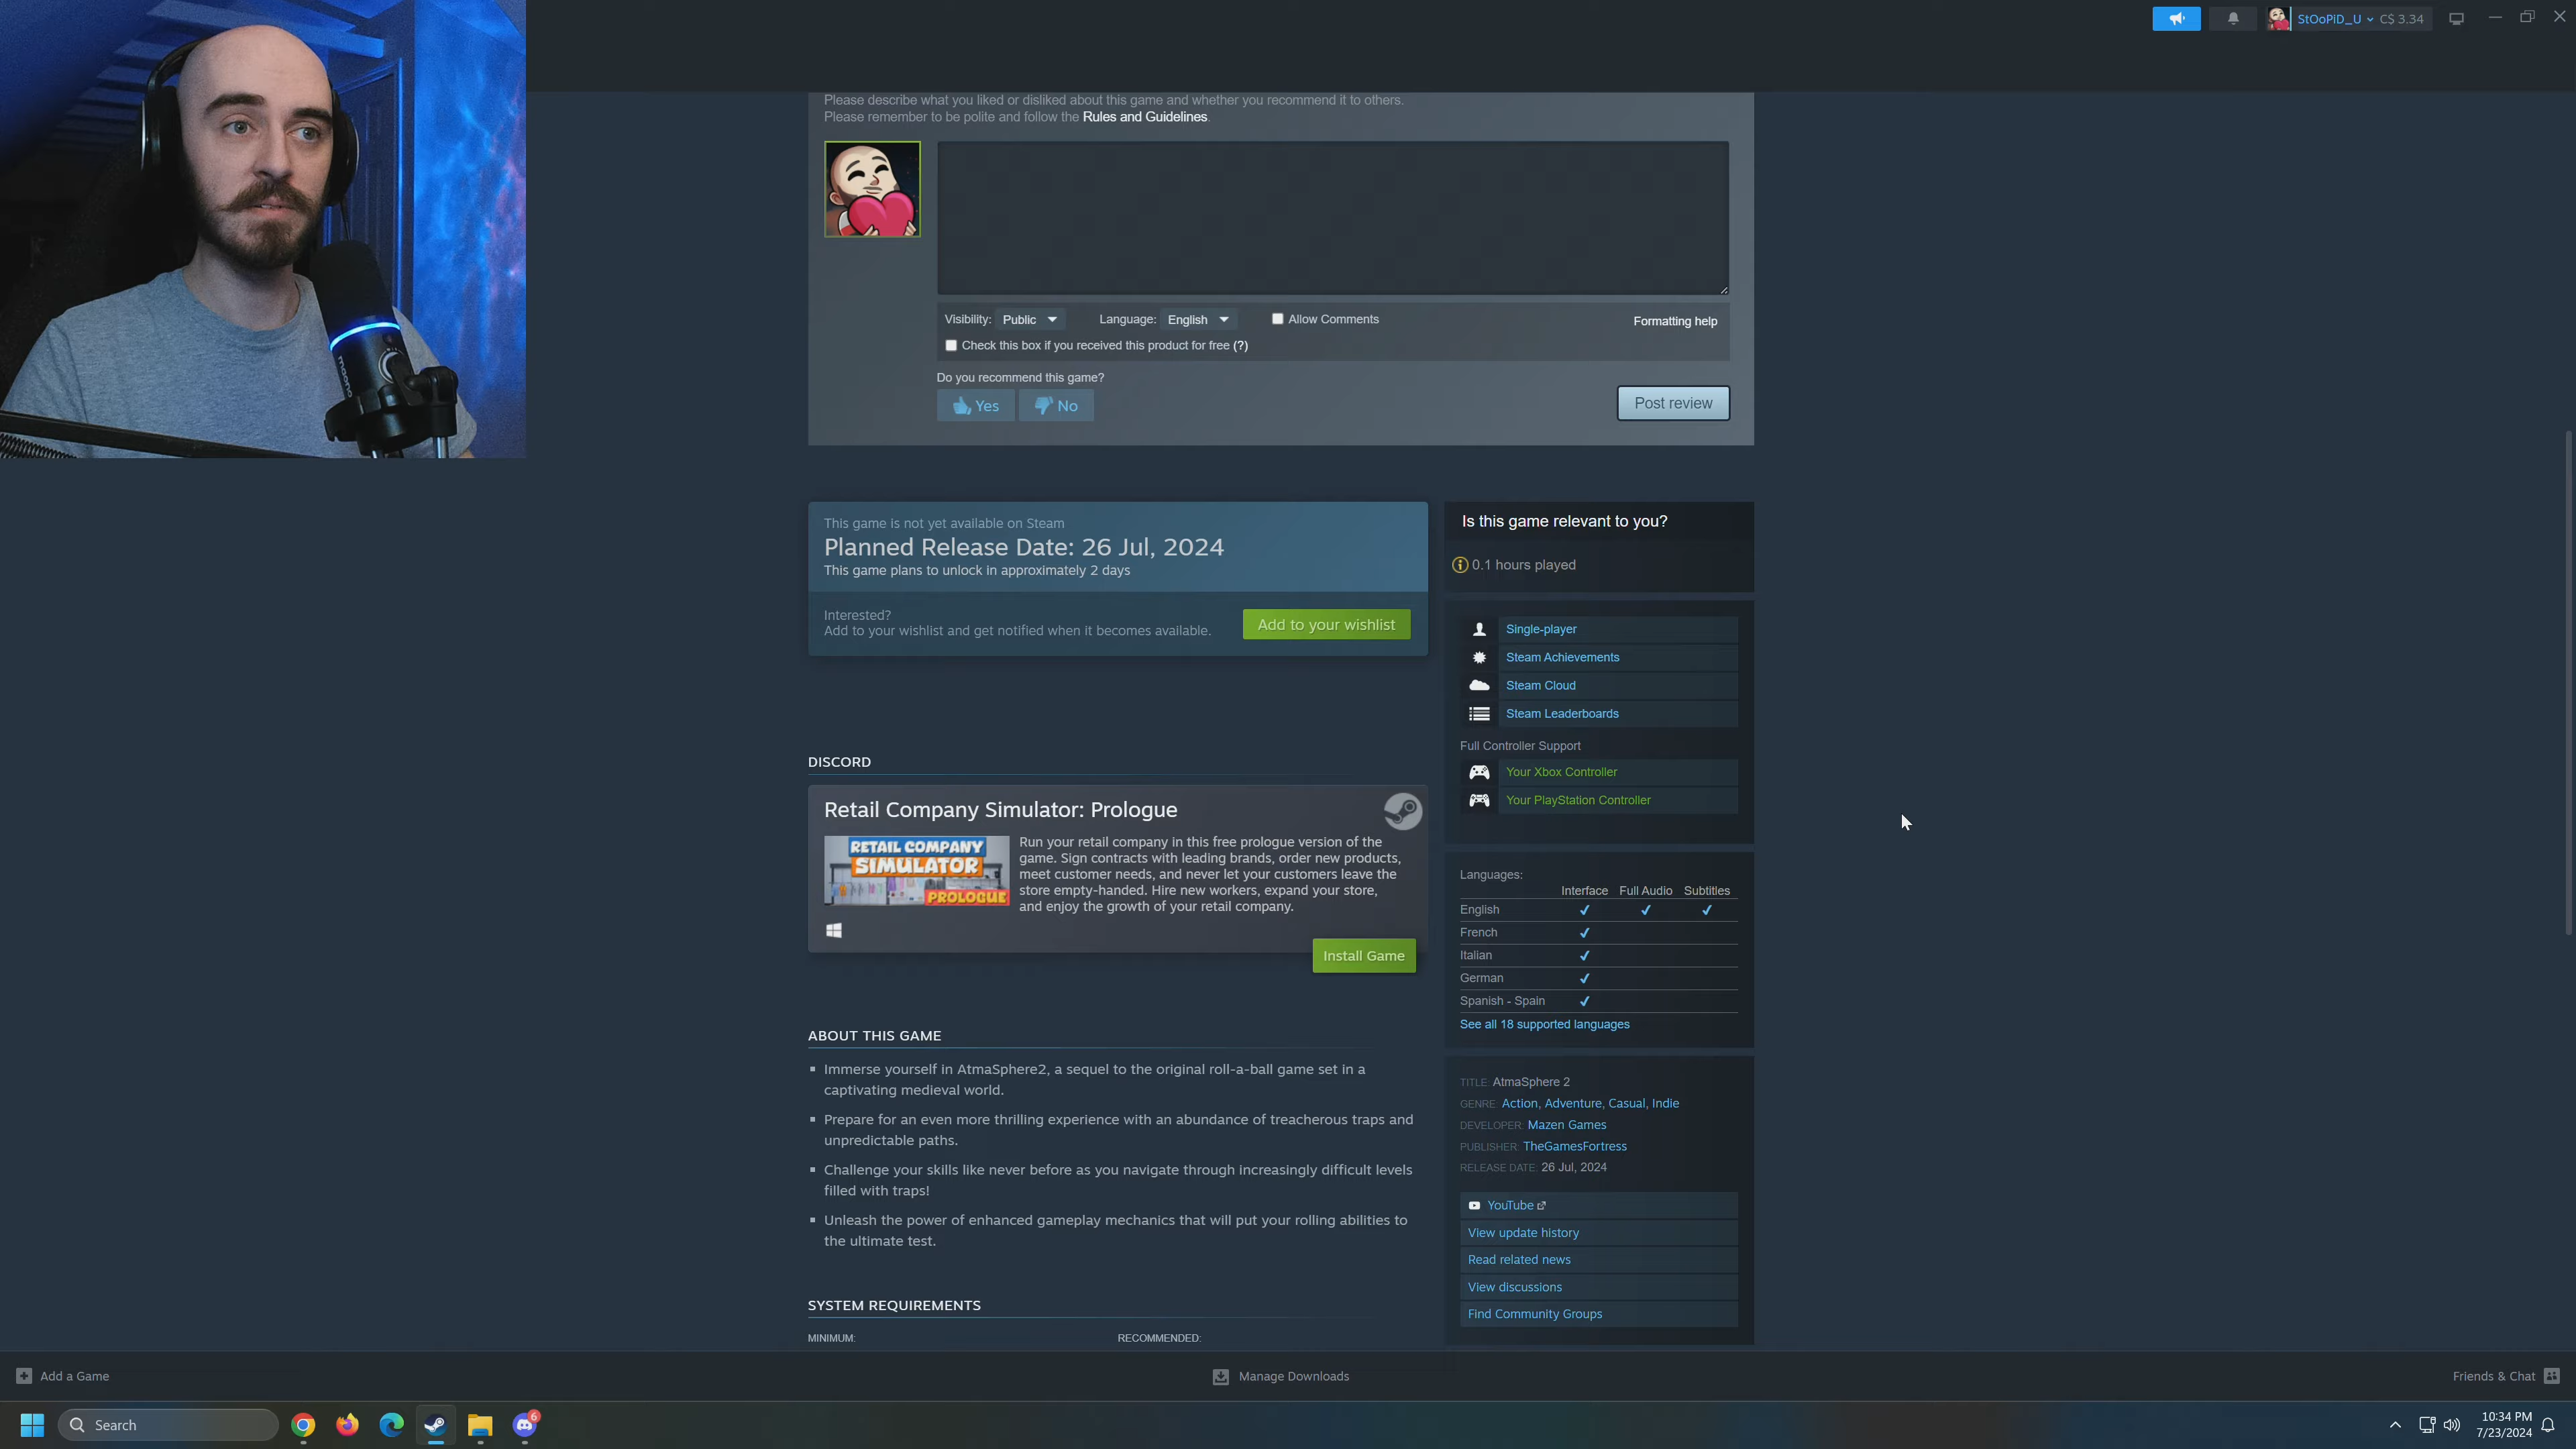 StOoPiD_U C$ 3.34
Please describe what you liked or disliked about this game and whether you recommend it to others.
Please remember to be polite and follow the Rules and Guidelines.
Visibility: Public Language: English Allow Comments Formatting help
Check this box if you received this product for free (?)
Do you recommend this game?
Yes No Post review
maono
This game is not yet available on Steam
Planned Release Date: 26 Jul, 2024
This game plans to unlock in approximately 2 days
Interested?
Add to your wishlist and get notified when it becomes available.
Add to your wishlist
DISCORD
Retail Company Simulator: Prologue
RETAIL COMPANY
SIMULATOR
PROLOGUE
Run your retail company in this free prologue version of the
game. Sign contracts with leading brands, order new products,
meet customer needs, and never let your customers leave the
store empty-handed. Hire new workers, expand your store,
and enjoy the growth of your retail company.
Install Game
ABOUT THIS GAME
Immerse yourself in AtmaSphere2, a sequel to the original roll-a-ball game set in a
captivating medieval world.
Prepare for an even more thrilling experience with an abundance of treacherous traps and
unpredictable paths.
Challenge your skills like never before as you navigate through increasingly difficult levels
filled with traps!
Unleash the power of enhanced gameplay mechanics that will put your rolling abilities to
the ultimate test.
SYSTEM REQUIREMENTS
MINIMUM: RECOMMENDED:
Is this game relevant to you?
0.1 hours played
Single-player
Steam Achievements
Steam Cloud
Steam Leaderboards
Full Controller Support
Your Xbox Controller
Your PlayStation Controller
Languages:
Interface Full Audio Subtitles
English ✔ ✔ ✔
French ✔
Italian ✔
German ✔
Spanish - Spain ✔
See all 18 supported languages
TITLE: AtmaSphere 2
GENRE: Action, Adventure, Casual, Indie
DEVELOPER: Mazen Games
PUBLISHER: TheGamesFortress
RELEASE DATE: 26 Jul, 2024
YouTube
View update history
Read related news
View discussions
Find Community Groups
Add a Game Manage Downloads Friends & Chat
Search 6 10:34 PM
7/23/2024